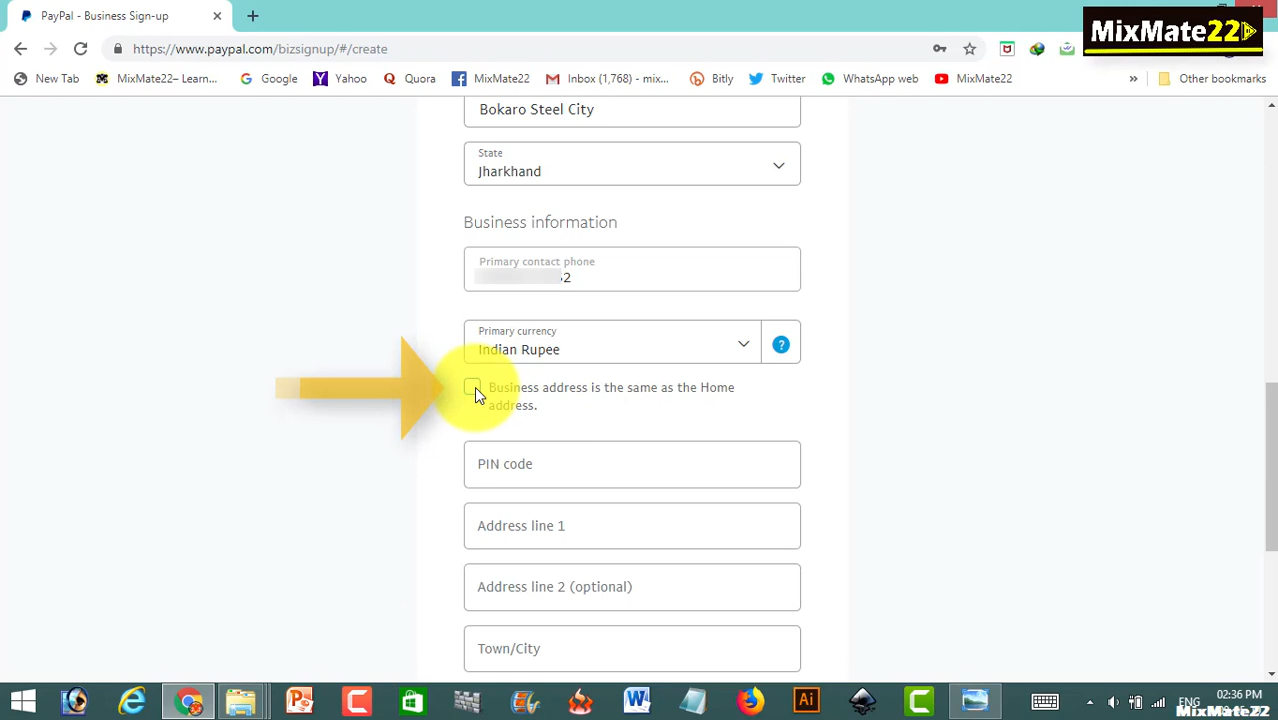 PayPal - Business Sign-up
MixMate22
https://www.paypal.com/bizsignup/#/create
New Tab
MixMate22– Learn...
Google
Yahoo
Quora
MixMate22
Inbox (1,768) - mix...
Bitly
Twitter
WhatsApp web
MixMate22
»
Other bookmarks
Bokaro Steel City
State
Jharkhand
Business information
Primary contact phone
2
Primary currency
Indian Rupee
?
Business address is the same as the Home
address.
PIN code
Address line 1
Address line 2 (optional)
Town/City
ENG
02:36 PM
MixMate22